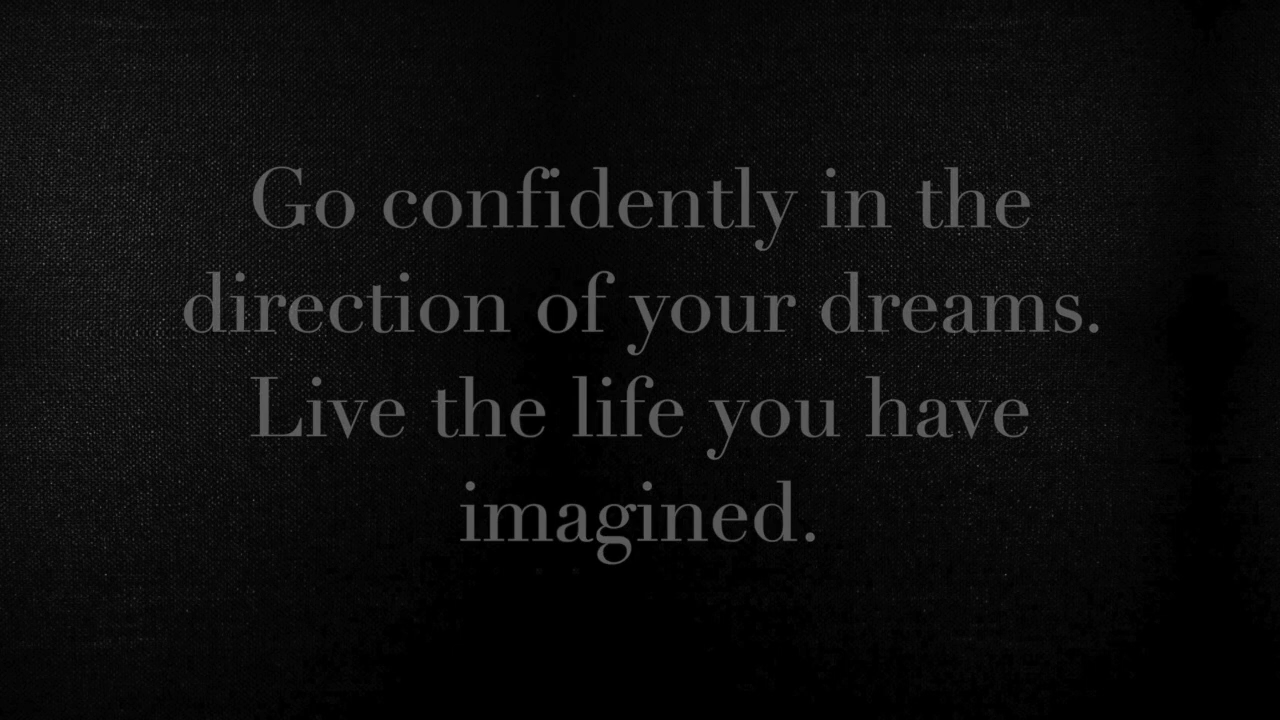 Go confidently in the
direction of your dreams.
Live the life you have
imagined.